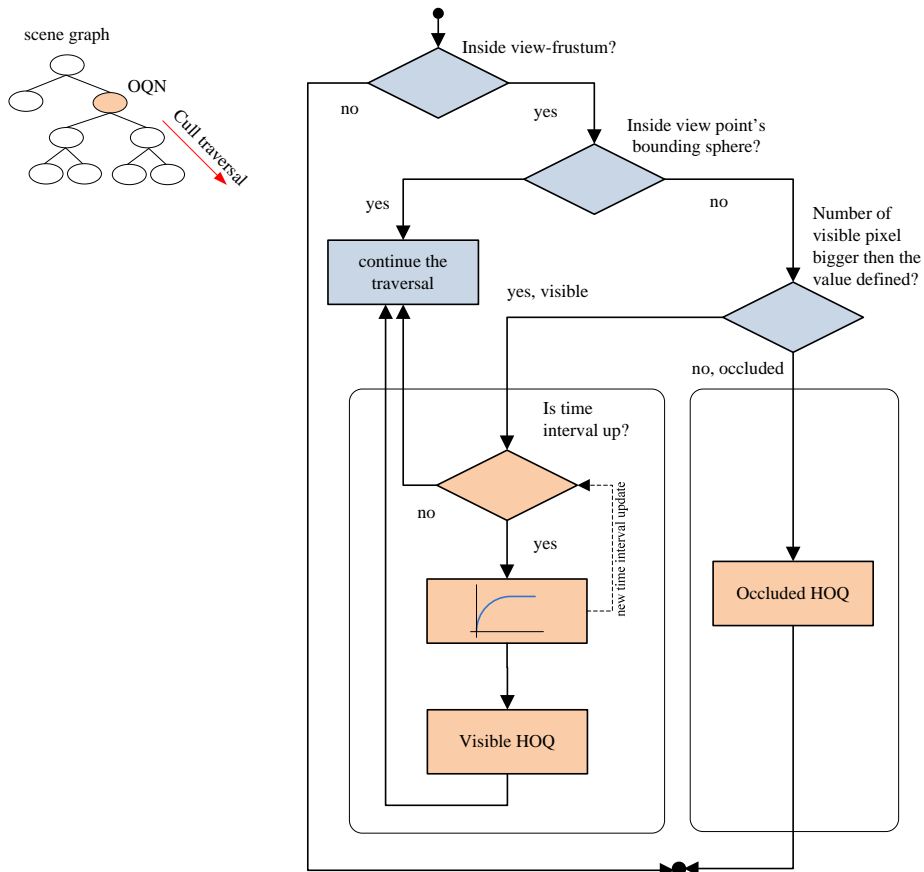 scene graph
OQN
Cull traversal
Inside view-frustum?
no
yes
Inside view point's
bounding sphere?
yes
no
Number of
visible pixel
bigger then the
value defined?
continue the
traversal
yes, visible
no, occluded
Is time
interval up?
no
yes
new time interval update
Occluded HOQ
Visible HOQ